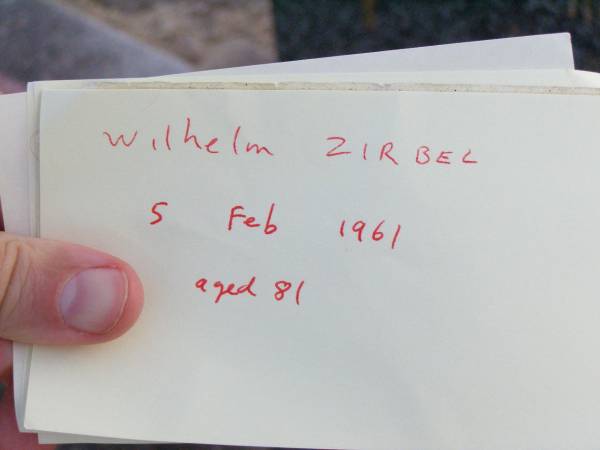 Wilhelm ZIRBEL
5 Feb 1961
aged 81